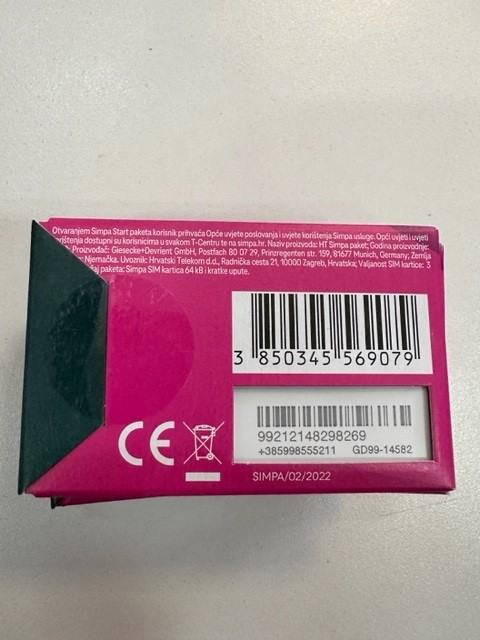 Otvaranjem Simpa Start paketa korisnik prihvaća Opće uvjete poslovanja i uvjete korištenja Simpa usluge. Opći uvjeti i uvjeti
korištenja dostupni su korisnicima u svakom T-Centru te na simpa.hr. Naziv proizvoda: HT Simpa paket; Godina proizvodnje:
Proizvođač: Giesecke+Devrient GmbH, Postfach 80 07 29, Prinzregenten str. 159, 81677 Munich, Germany; Zemlja
Njemačka. Uvoznik: Hrvatski Telekom d.d., Radnička cesta 21, 10000 Zagreb, Hrvatska; Valjanost SIM kartice: 3
paketa: Simpa SIM kartica 64 kB i kratke upute.
3 850345 569079
99212148298269
+385998555211 GD99-14582
CE
SIMPA/02/2022